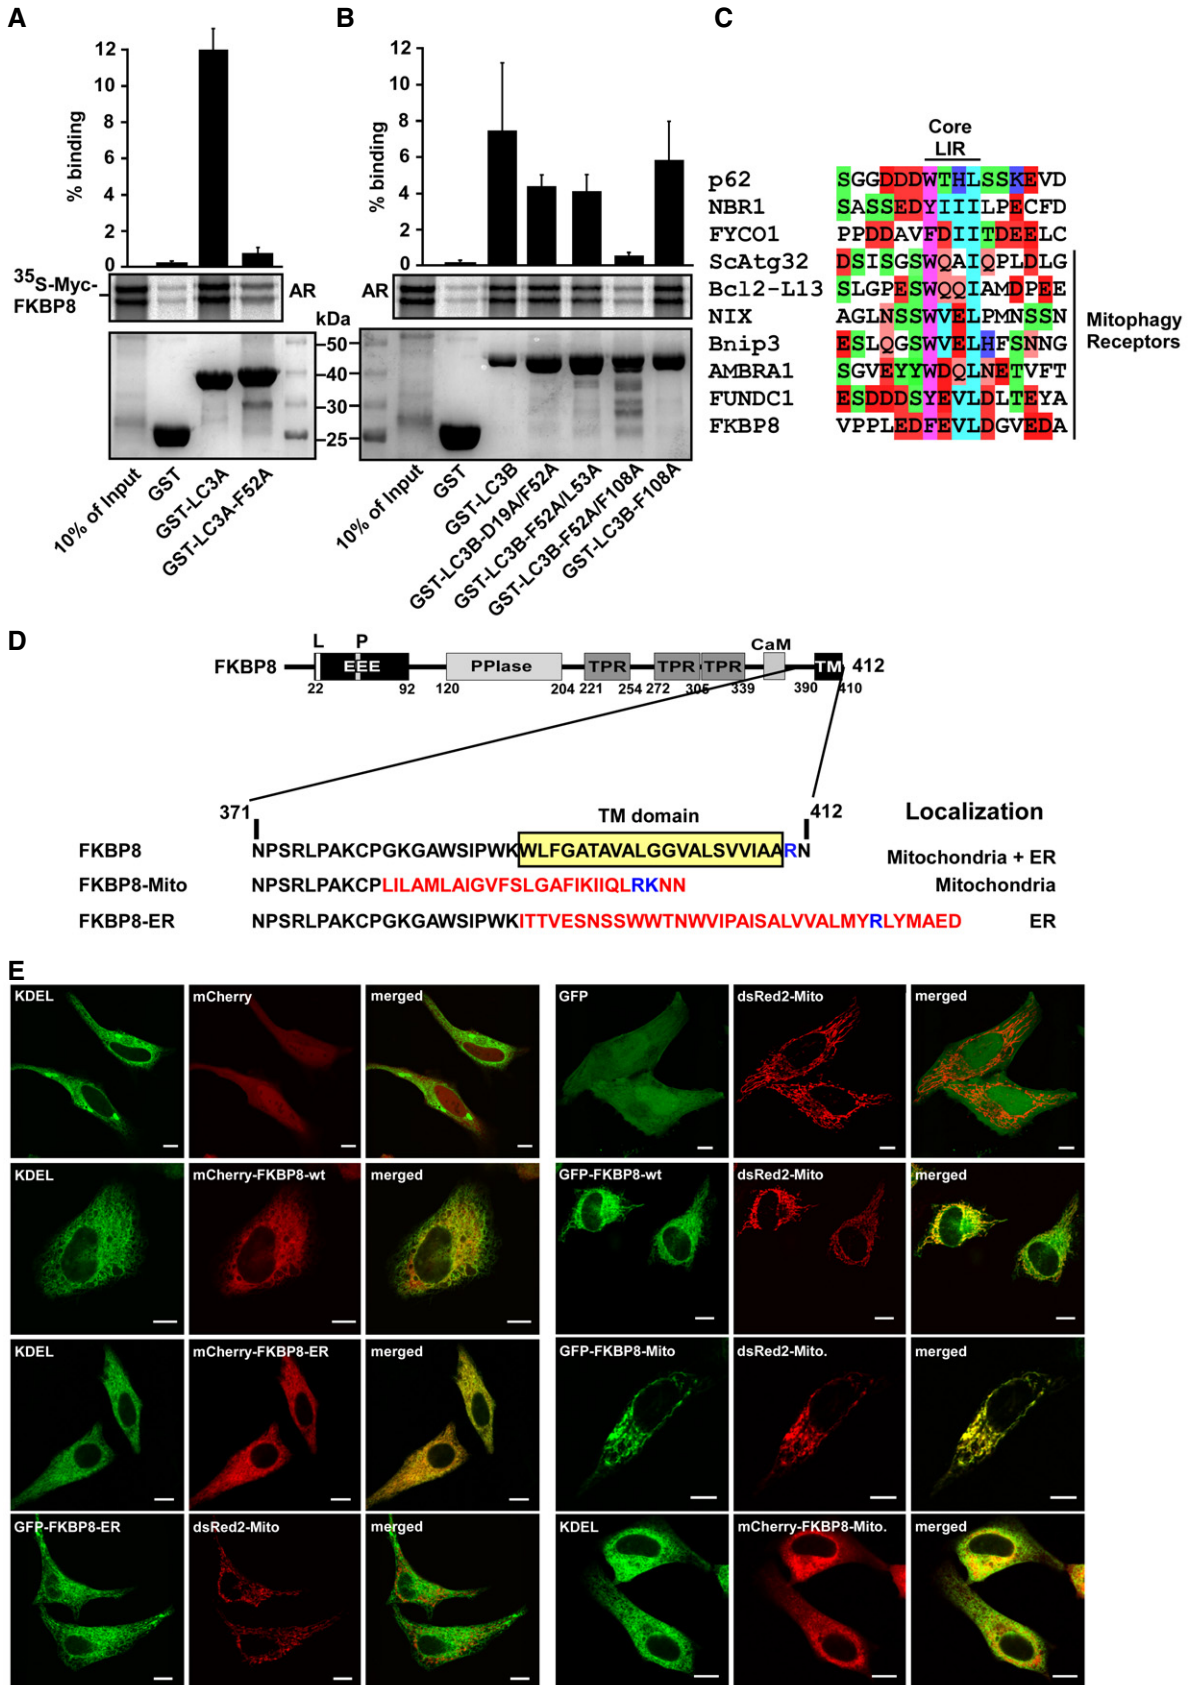 A
12
10
8
6
4
2
0
% binding
35S-Myc-
FKBP8
AR
kDa
50
40
30
25
10% of Input
GST
GST-LC3A
GST-LC3A-F52A
B
12
10
8
6
4
2
0
% binding
AR
10% of Input
GST
GST-LC3B
GST-LC3B-D19A/F52A
GST-LC3B-F52A/L53A
GST-LC3B-F52A/F108A
GST-LC3B-F108A
C
Core
LIR
p62 SGGDDDWTHLSSKEVD
NBR1 SASSEDYIIILPECFD
FYCO1 PPDDAVFDIITDEELC
ScAtg32 DSISGSWQAIQPLDLG
Bcl2-L13 SLGPESWQQIAMDPEE
NIX AGLNSSWVELPMNSSN
Bnip3 ESLQGSWVELHFSNNG
AMBRA1 SGVEYYWDQLNETVFT
FUNDC1 ESDDDSYEVLDLTEYA
FKBP8 VPPLEDFEVLDGVEDA
Mitophagy
Receptors
D
L P CaM
FKBP8 EEE PPIase TPR TPR TPR TM 412
22 92 120 204 221 254 272 305 339 390 410
371 TM domain 412 Localization
FKBP8 NPSRLPAKCPGKGAWSIPWKWLFGATAVALGGVALSVVIAARN Mitochondria + ER
FKBP8-Mito NPSRLPAKCPLILAMLAIGVFSLGAFIKIIQLRKNN Mitochondria
FKBP8-ER NPSRLPAKCPGKGAWSIPWKITTVESNSSWWTNWVIPAISALVVALMYRLYMAED ER
E
KDEL mCherry merged GFP dsRed2-Mito merged
KDEL mCherry-FKBP8-wt merged GFP-FKBP8-wt dsRed2-Mito merged
KDEL mCherry-FKBP8-ER merged GFP-FKBP8-Mito dsRed2-Mito. merged
GFP-FKBP8-ER dsRed2-Mito merged KDEL mCherry-FKBP8-Mito. merged